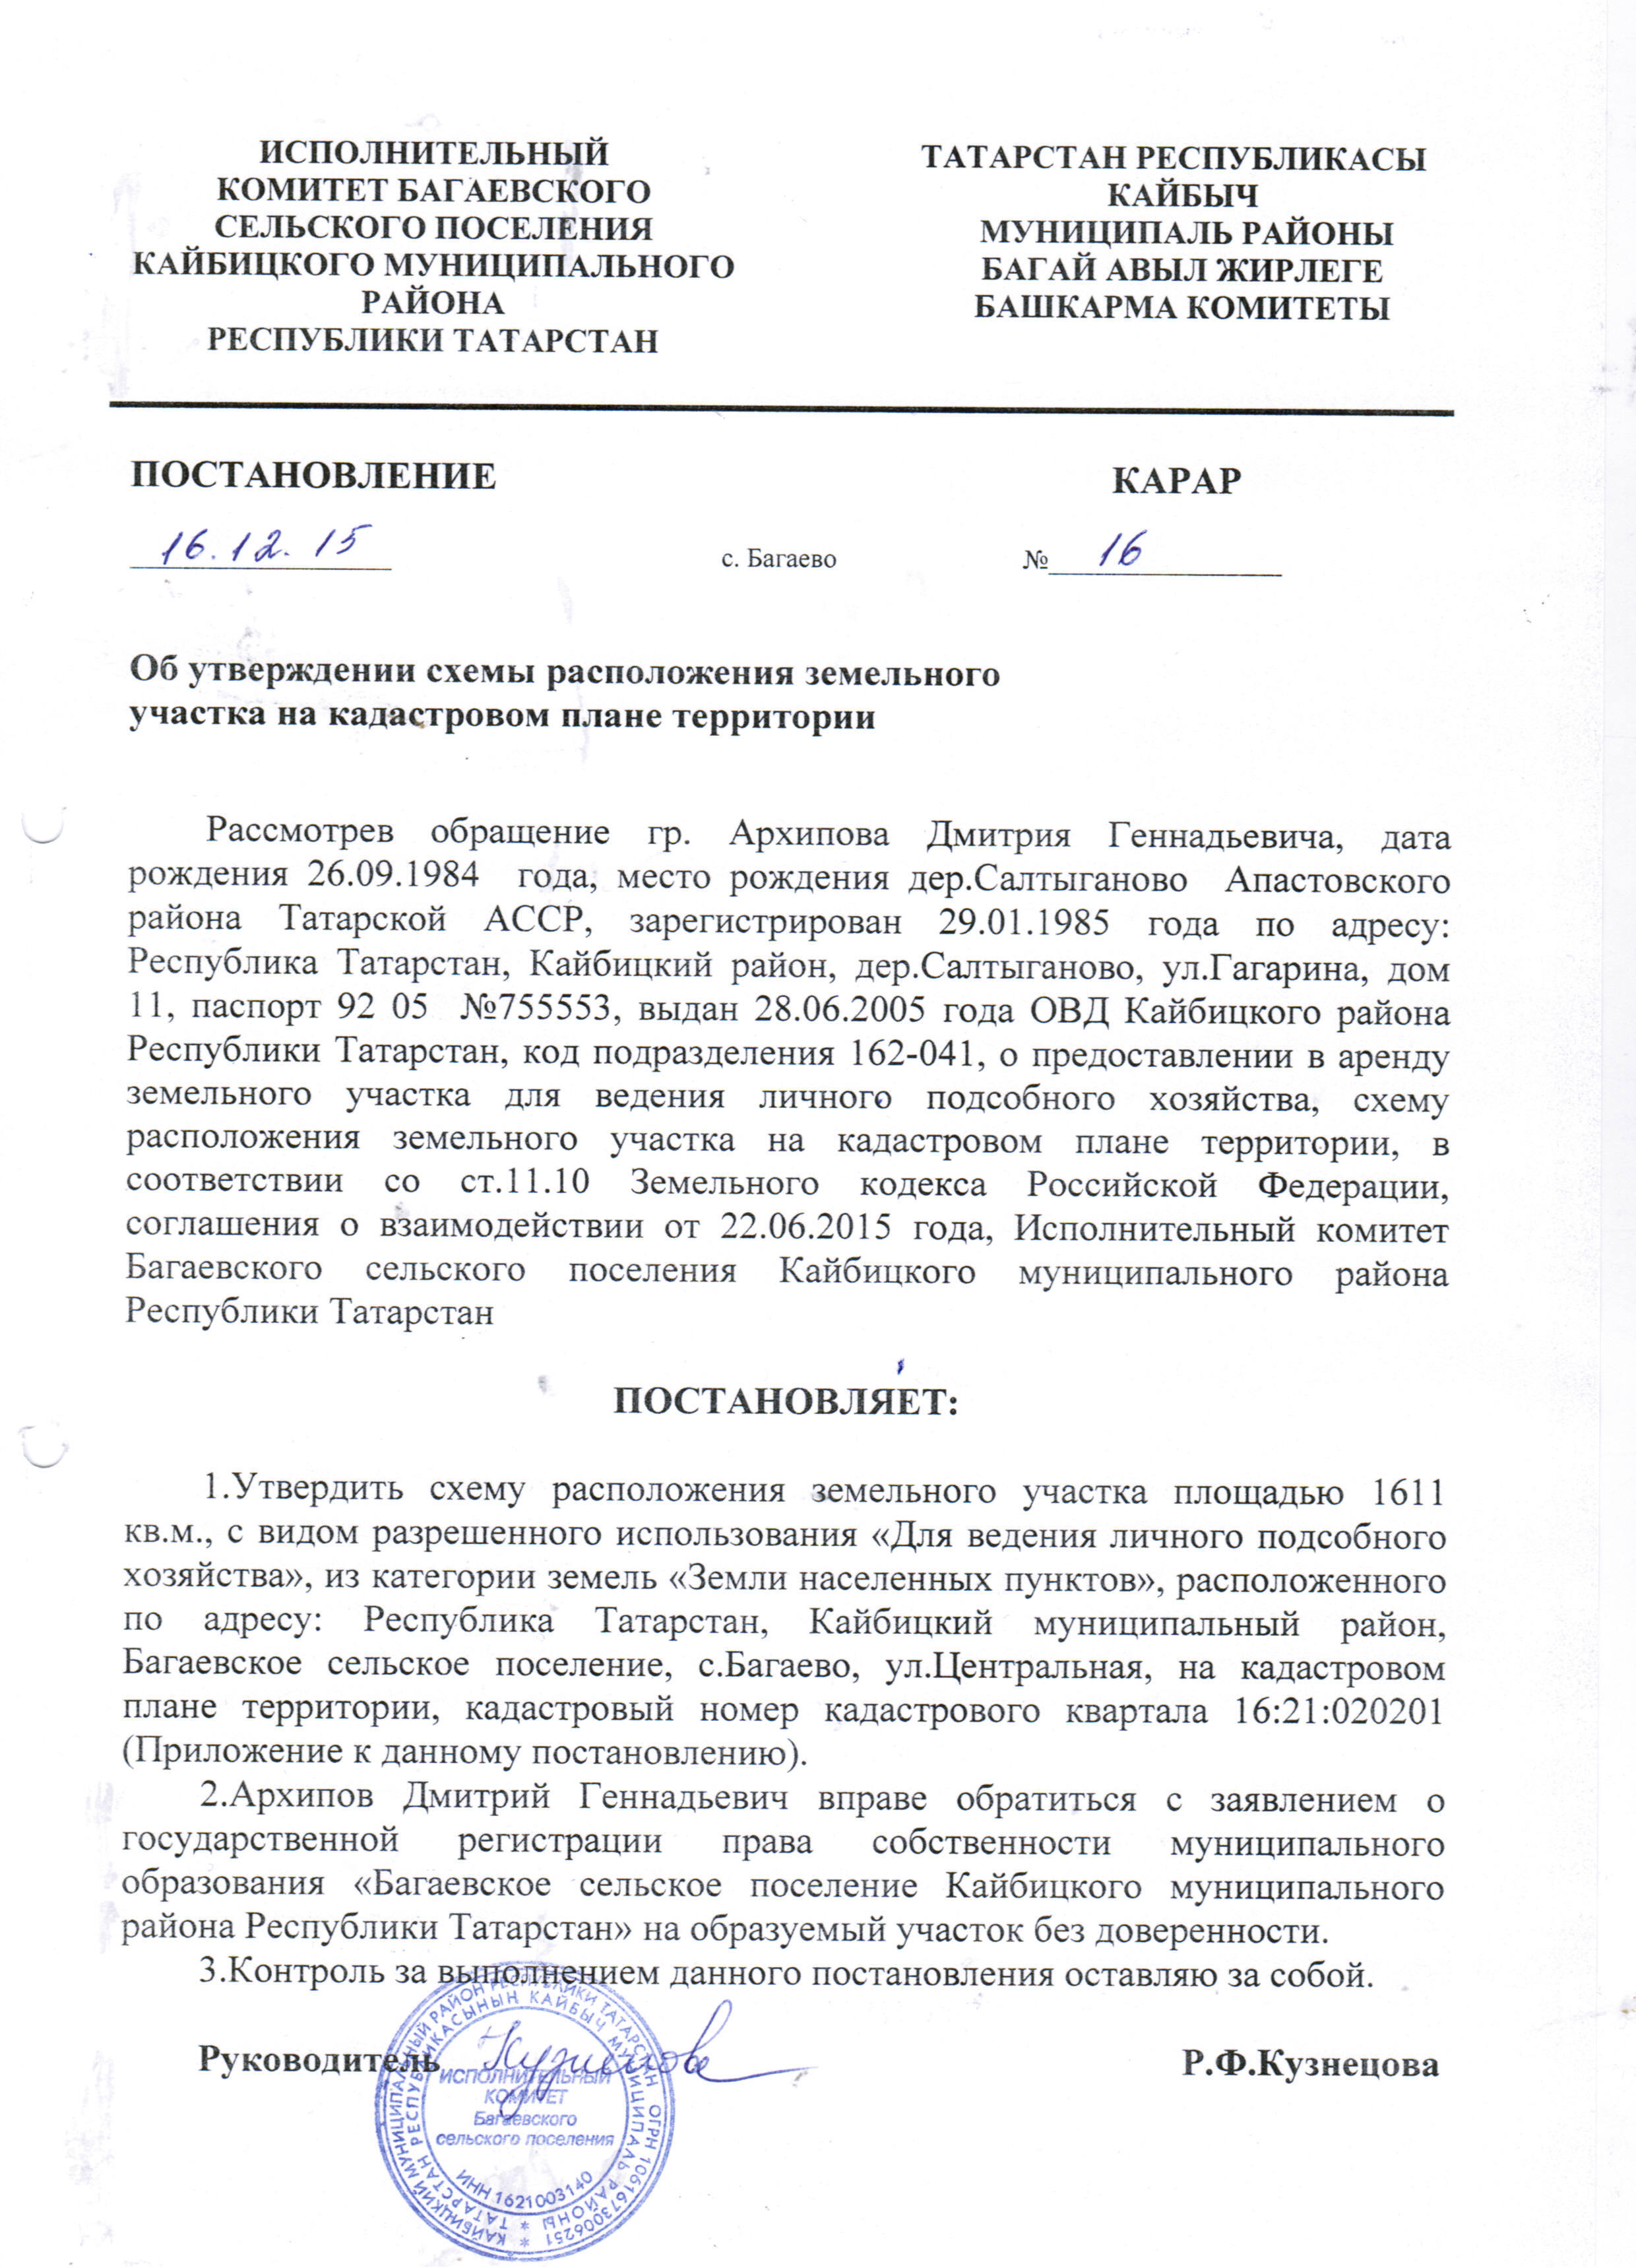 ИСПОЛНИТЕЛЬНЫЙ
КОМИТЕТ БАГАЕВСКОГО
СЕЛЬСКОГО ПОСЕЛЕНИЯ
КАЙБИЦКОГО МУНИЦИПАЛЬНОГО
РАЙОНА
РЕСПУБЛИКИ ТАТАРСТАН
ТАТАРСТАН РЕСПУБЛИКАСЫ
КАЙБЫЧ
МУНИЦИПАЛЬ РАЙОНЫ
БАГАЙ АВЫЛ ЖИРЛЕГЕ
БАШКАРМА КОМИТЕТЫ
ПОСТАНОВЛЕНИЕ
КАРАР
16.12.15 с. Багаево № 16
Об утверждении схемы расположения земельного
участка на кадастровом плане территории
Рассмотрев обращение гр. Архипова Дмитрия Геннадьевича, дата
рождения 26.09.1984 года, место рождения дер.Салтыганово Апастовского
района Татарской АССР, зарегистрирован 29.01.1985 года по адресу:
Республика Татарстан, Кайбицкий район, дер.Салтыганово, ул.Гагарина, дом
11, паспорт 92 05 №755553, выдан 28.06.2005 года ОВД Кайбицкого района
Республики Татарстан, код подразделения 162-041, о предоставлении в аренду
земельного участка для ведения личного подсобного хозяйства, схему
расположения земельного участка на кадастровом плане территории, в
соответствии со ст.11.10 Земельного кодекса Российской Федерации,
соглашения о взаимодействии от 22.06.2015 года, Исполнительный комитет
Багаевского сельского поселения Кайбицкого муниципального района
Республики Татарстан
ПОСТАНОВЛЯЕТ:
1.Утвердить схему расположения земельного участка площадью 1611
кв.м., с видом разрешенного использования «Для ведения личного подсобного
хозяйства», из категории земель «Земли населенных пунктов», расположенного
по адресу: Республика Татарстан, Кайбицкий муниципальный район,
Багаевское сельское поселение, с.Багаево, ул.Центральная, на кадастровом
плане территории, кадастровый номер кадастрового квартала 16:21:020201
(Приложение к данному постановлению).
2.Архипов Дмитрий Геннадьевич вправе обратиться с заявлением о
государственной регистрации права собственности муниципального
образования «Багаевское сельское поселение Кайбицкого муниципального
района Республики Татарстан» на образуемый участок без доверенности.
3.Контроль за выполнением данного постановления оставляю за собой.
Руководитель
Р.Ф.Кузнецова
КАЙБИЦКИЙ МУНИЦИПАЛЬНЫЙ РАЙОН РЕСПУБЛИКИ ТАТАРСТАН ОГРН 1061673006251
ТАТАРСТАН РЕСПУБЛИКАСЫНЫН КАЙБЫЧ МУНИЦИПАЛЬ РАЙОНЫ
ИСПОЛНИТЕЛЬНЫЙ
КОМИТЕТ
Багаевского
сельского поселения
ИНН 1621003140